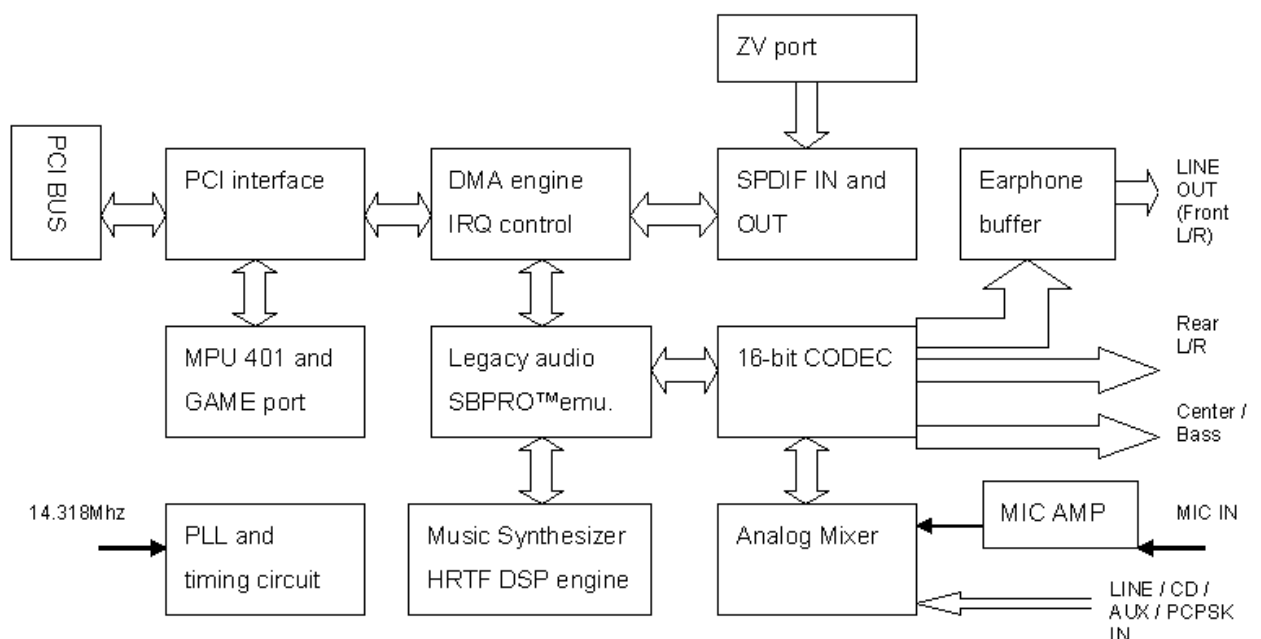 ZV port
PCI BUS
PCI interface
DMA engine
IRQ control
SPDIF IN and
OUT
Earphone
buffer
LINE
OUT
(Front
L/R)
MPU 401 and
GAME port
Legacy audio
SBPRO™emu.
16-bit CODEC
Rear
L/R
Center /
Bass
14.318Mhz
PLL and
timing circuit
Music Synthesizer
HRTF DSP engine
Analog Mixer
MIC AMP
MIC IN
LINE / CD /
AUX / PCPSK
IN